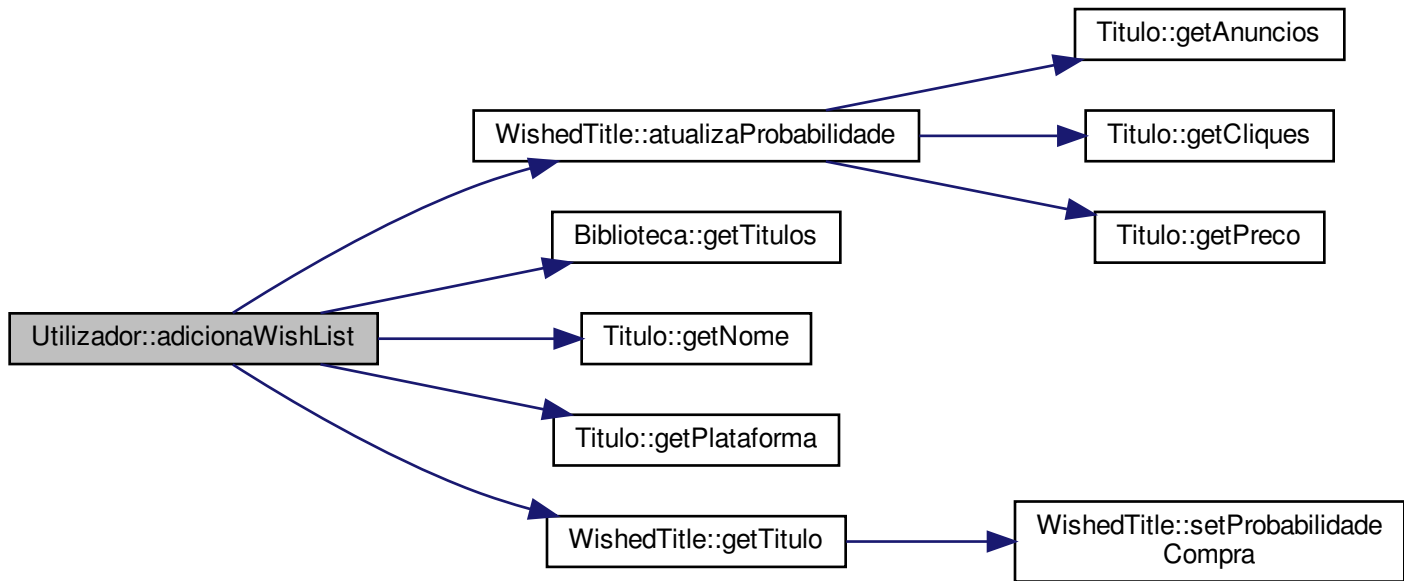 Titulo::getAnuncios
WishedTitle::atualizaProbabilidade
Titulo::getCliques
Biblioteca::getTitulos
Titulo::getPreco
Utilizador::adicionaWishList
Titulo::getNome
Titulo::getPlataforma
WishedTitle::getTitulo
WishedTitle::setProbabilidade
Compra